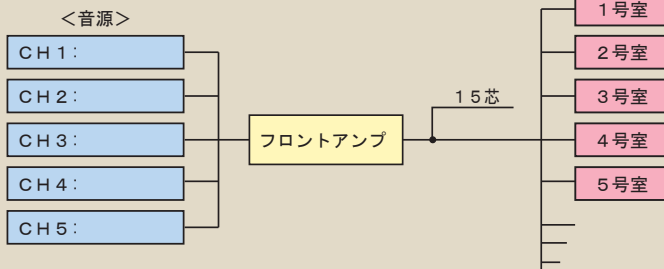 ＜音源＞
ＣＨ１：
ＣＨ２：
ＣＨ３：
ＣＨ４：
ＣＨ５：
フロントアンプ
１５芯
１号室
２号室
３号室
４号室
５号室